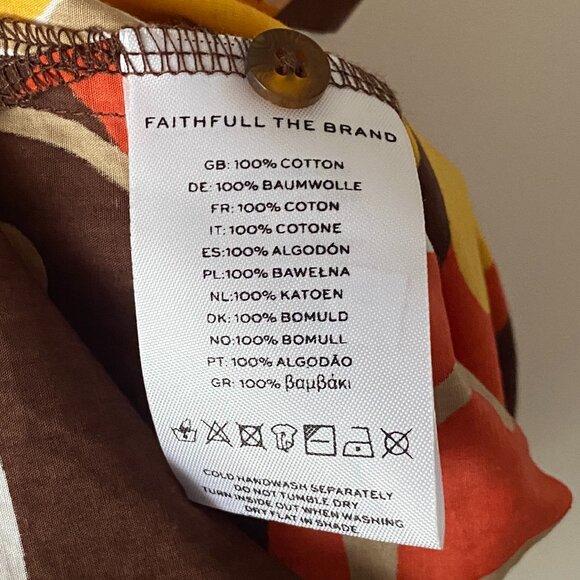 FAITHFULL THE BRAND
GB: 100% COTTON
DE: 100% BAUMWOLLE
FR: 100% COTON
IT: 100% COTONE
ES:100% ALGODÓN
PL:100% BAWEŁNA
NL:100% KATOEN
DK: 100% BOMULD
NO:100% BOMULL
PT: 100% ALGODÃO
GR: 100% βαμβάκι
COLD HANDWASH SEPARATELY
DO NOT TUMBLE DRY
TURN INSIDE OUT WHEN WASHING
DRY FLAT IN SHADE.